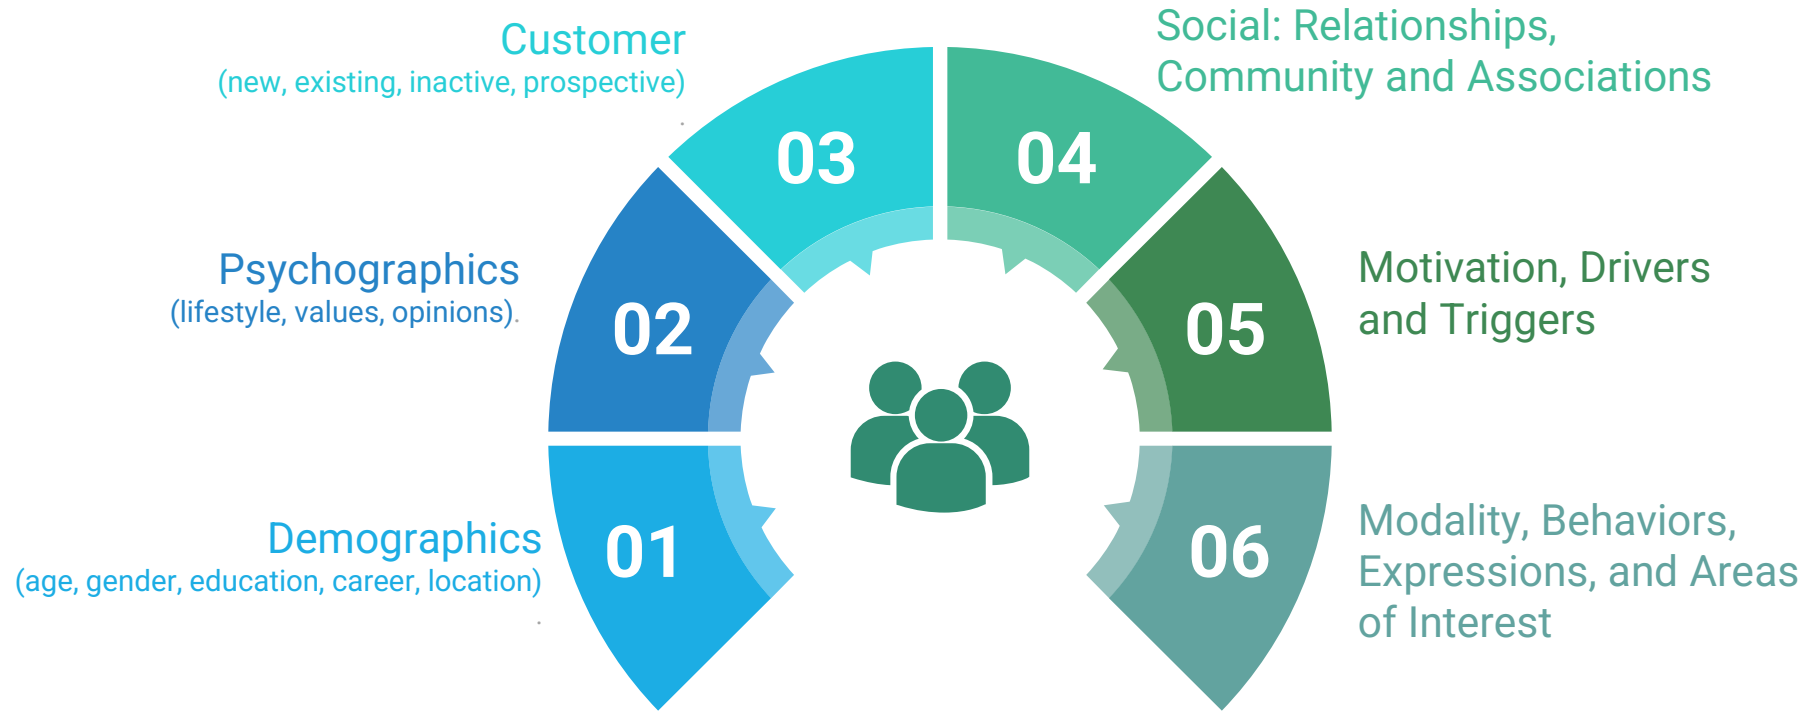 Customer
(new, existing, inactive, prospective)
.
Social: Relationships,
Community and Associations
03
04
Psychographics
(lifestyle, values, opinions).
02
05
Motivation, Drivers
and Triggers
Demographics
(age, gender, education, career, location)
.
01
06
Modality, Behaviors,
Expressions, and Areas
of Interest